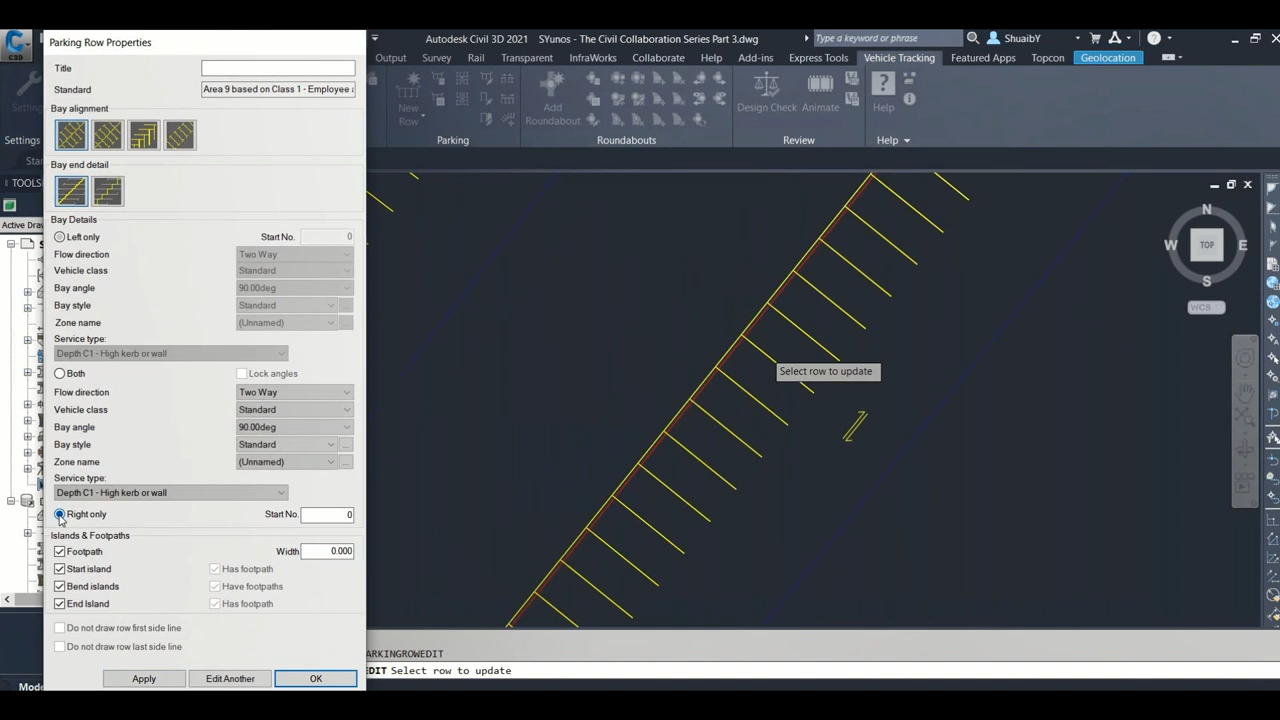 Parking Row Properties
Autodesk Civil 3D 2021 SYunos - The Civil Collaboration Series Part 3.dwg
Type a keyword or phrase
ShuaibY
C3D
Output Survey Rail Transparent InfraWorks Collaborate Help Add-ins Express Tools Vehicle Tracking Featured Apps Topcon Geolocation
Title
Standard Area 9 based on Class 1 - Employee a
Bay alignment
Settings
New
Row
Add
Roundabout
Design Check
Animate
Help
Parking
Roundabouts
Review
Help
Bay end detail
TOOLS
Active Draw
Bay Details
Left only Start No. 0
Flow direction Two Way
Vehicle class Standard
Bay angle 90.00deg
Bay style Standard ...
Zone name (Unnamed) ...
Service type:
Depth C1 - High kerb or wall
Both Lock angles
Flow direction Two Way
Vehicle class Standard
Bay angle 90.00deg
Bay style Standard ...
Zone name (Unnamed) ...
Service type:
Depth C1 - High kerb or wall
Right only Start No. 0
Islands & Footpaths
Footpath Width 0.000
Start island Has footpath
Bend islands Have footpaths
End Island Has footpath
Do not draw row first side line
Do not draw row last side line
Apply Edit Another OK
N
W TOP E
S
WCS
Select row to update
ARKINGROWEDIT
EDIT Select row to update